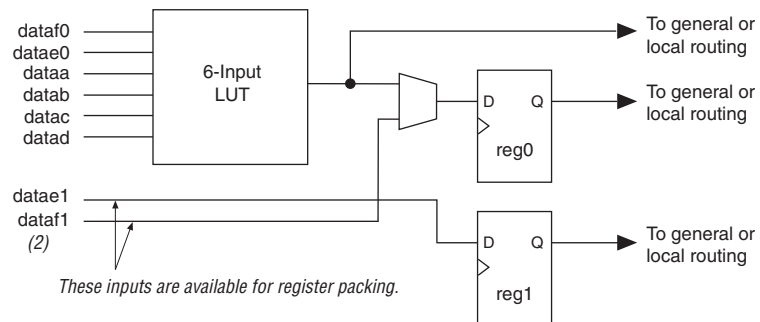 dataf0
datae0
dataa
datab
datac
datad
6-Input
LUT
To general or
local routing
D Q
reg0
To general or
local routing
datae1
dataf1
(2)
These inputs are available for register packing.
D Q
reg1
To general or
local routing